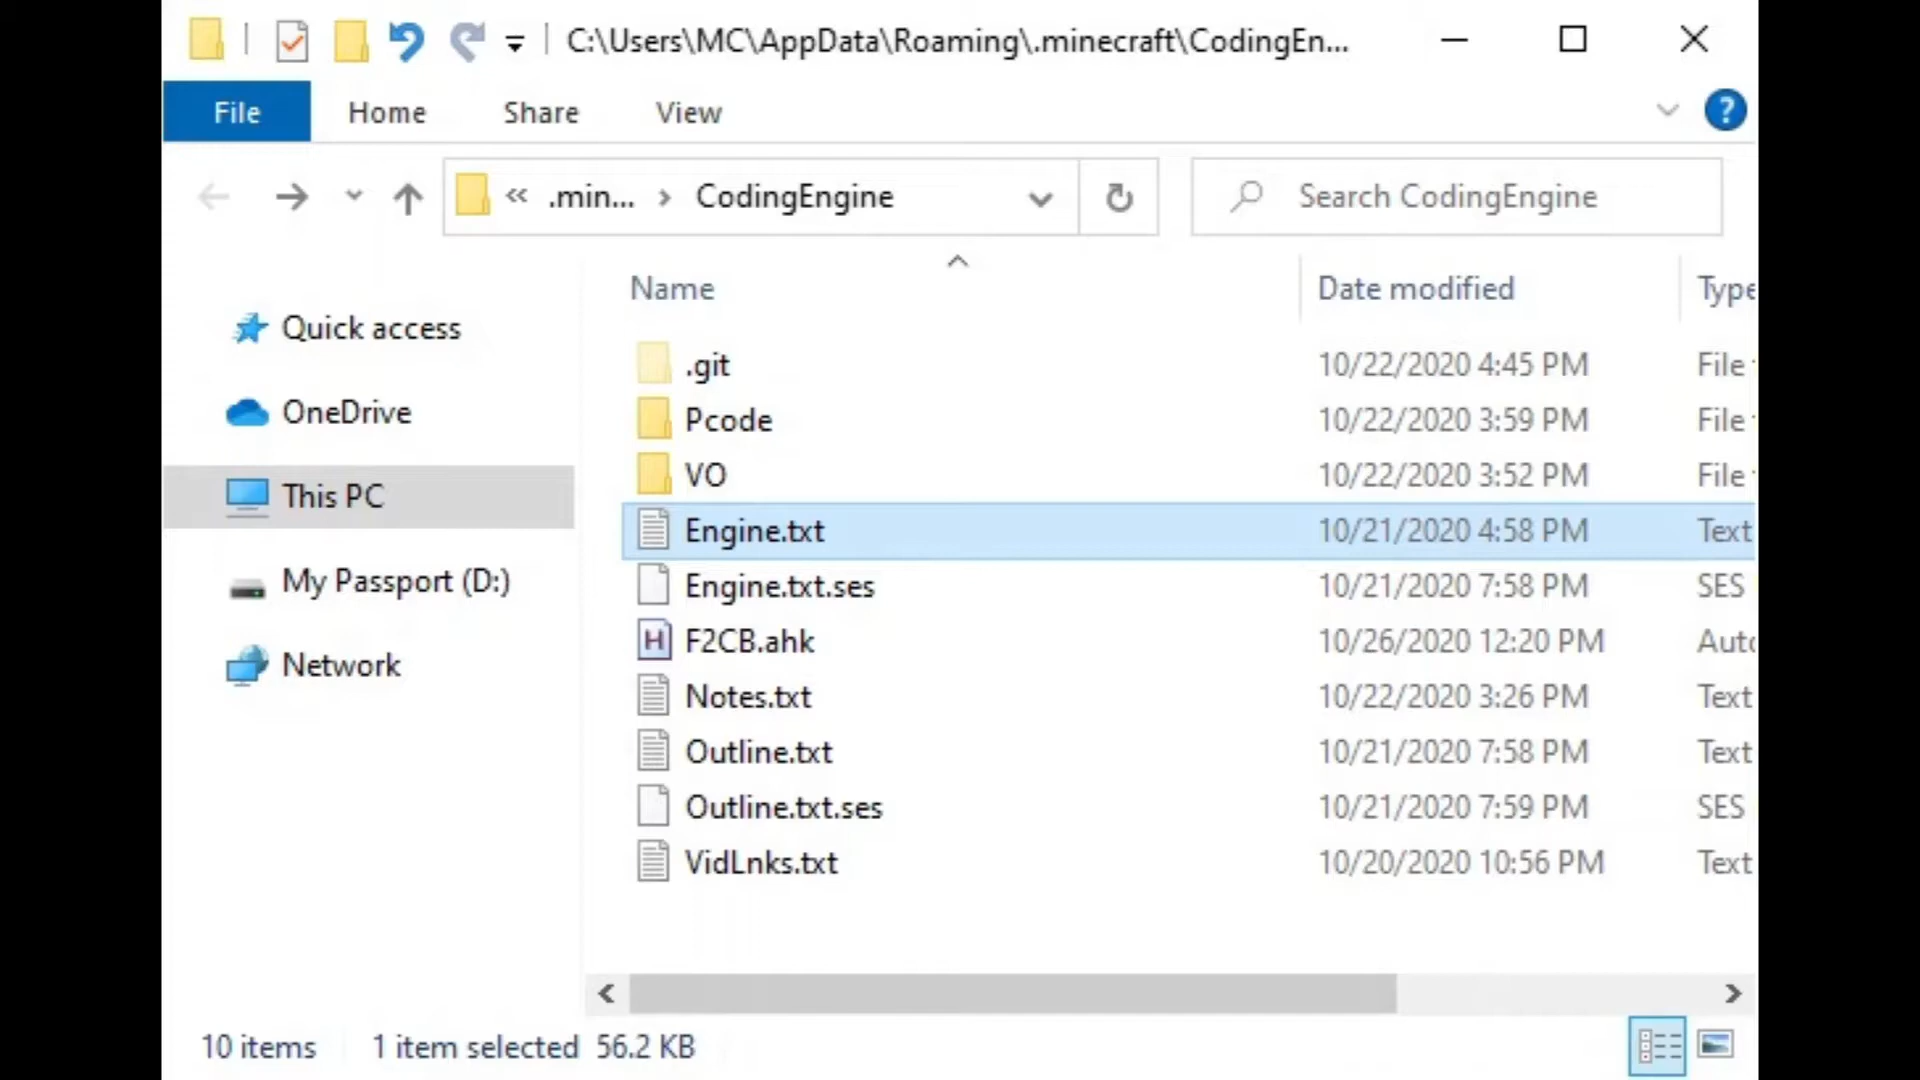 C:\Users\MC\AppData\Roaming\.minecraft\CodingEn...
File Home Share View ?
« .min... > CodingEngine Search CodingEngine
Name Date modified Type
Quick access
OneDrive
This PC
My Passport (D:)
Network
.git 10/22/2020 4:45 PM File
Pcode 10/22/2020 3:59 PM File
VO 10/22/2020 3:52 PM File
Engine.txt 10/21/2020 4:58 PM Text
Engine.txt.ses 10/21/2020 7:58 PM SES
F2CB.ahk 10/26/2020 12:20 PM Auto
Notes.txt 10/22/2020 3:26 PM Text
Outline.txt 10/21/2020 7:58 PM Text
Outline.txt.ses 10/21/2020 7:59 PM SES
VidLnks.txt 10/20/2020 10:56 PM Text
10 items 1 item selected 56.2 KB